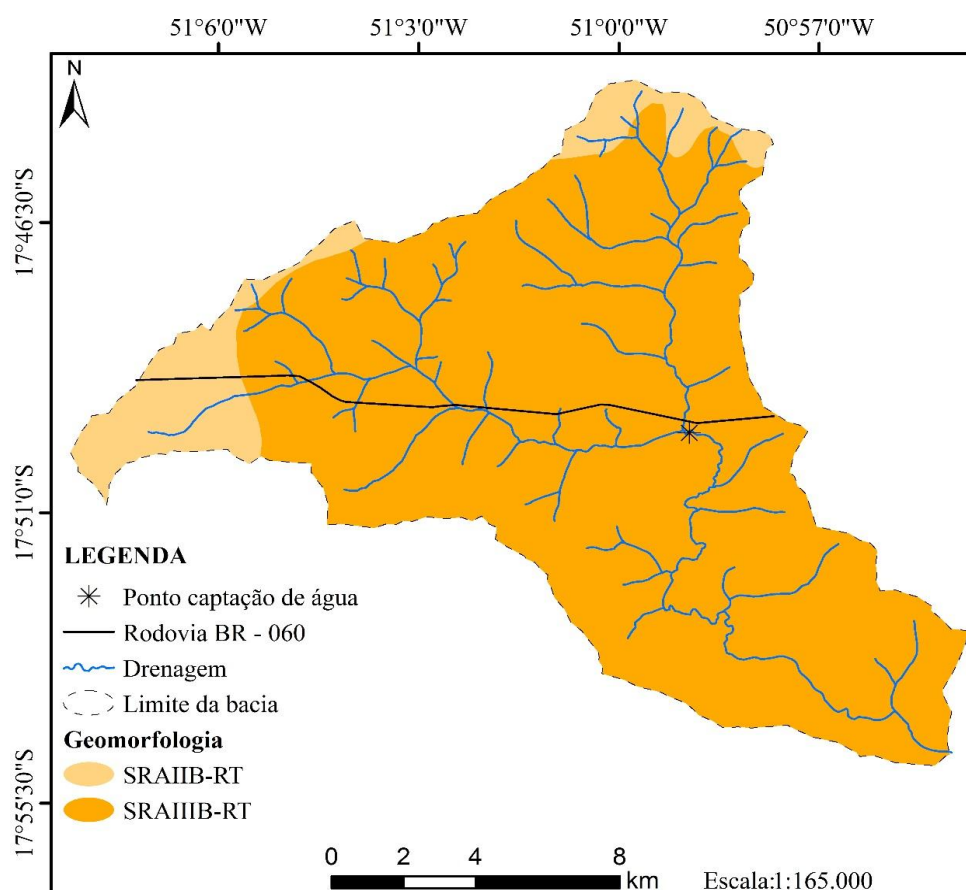 51°6'0"W 51°3'0"W 51°0'0"W 50°57'0"W
N
17°46'30"S
17°51'0"S
17°55'30"S
LEGENDA
Ponto captação de água
Rodovia BR - 060
Drenagem
Limite da bacia
Geomorfologia
SRAIIB-RT
SRAIIIB-RT
0 2 4 8
km
Escala:1:165.000